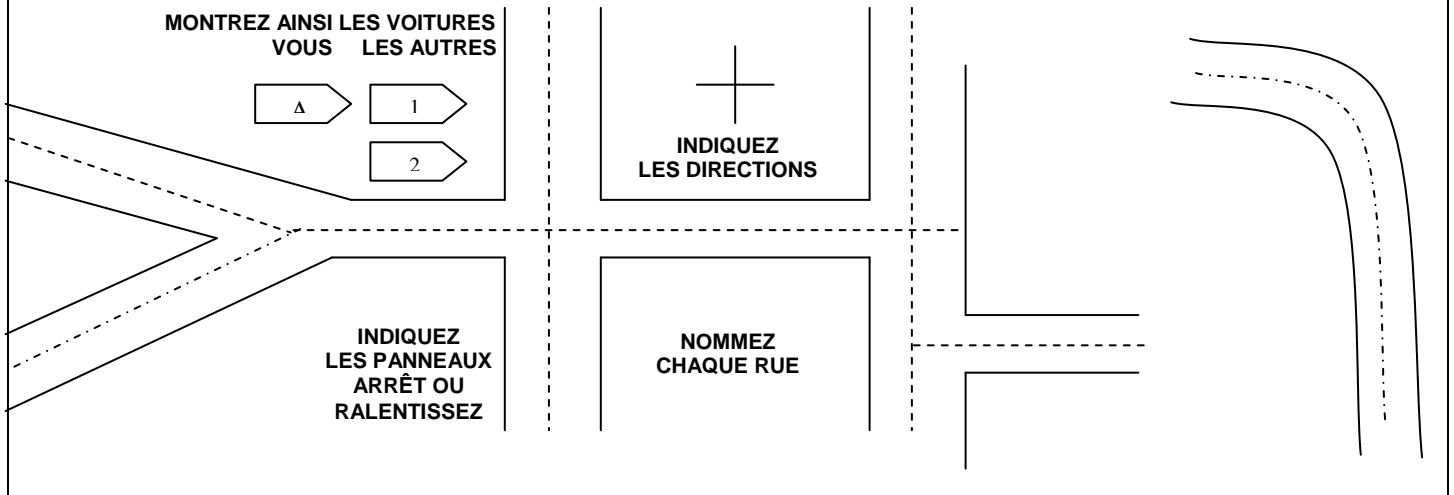 MONTREZ AINSI LES VOITURES
VOUS LES AUTRES
Δ 1
2
INDIQUEZ
LES DIRECTIONS
INDIQUEZ
LES PANNEAUX
ARRÊT OU
RALENTISSEZ
NOMMEZ
CHAQUE RUE